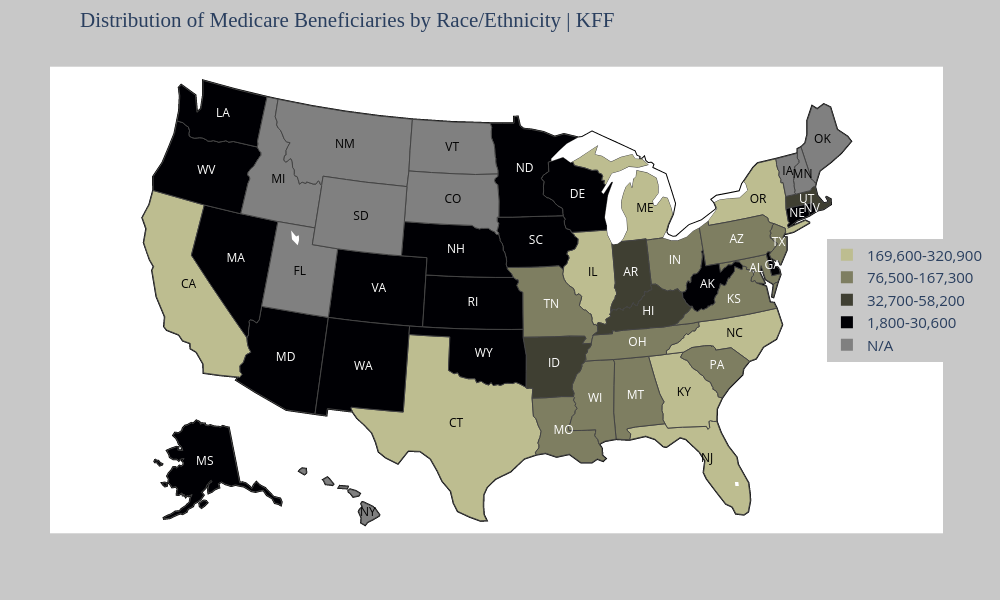 Distribution of Medicare Beneficiaries by Race/Ethnicity | KFF
LA
NM
VT
ND
OK
WV
MI
CO
DE
IA
MN
SD
ME
OR
UT
NV
NE
NH
SC
AZ
TX
MA
FL
IL
AR
IN
AL
GA
CA
VA
RI
TN
HI
AK
KS
MD
WA
WY
ID
OH
NC
PA
CT
WI
MT
KY
MO
NJ
MS
NY
169,600-320,900
76,500-167,300
32,700-58,200
1,800-30,600
N/A